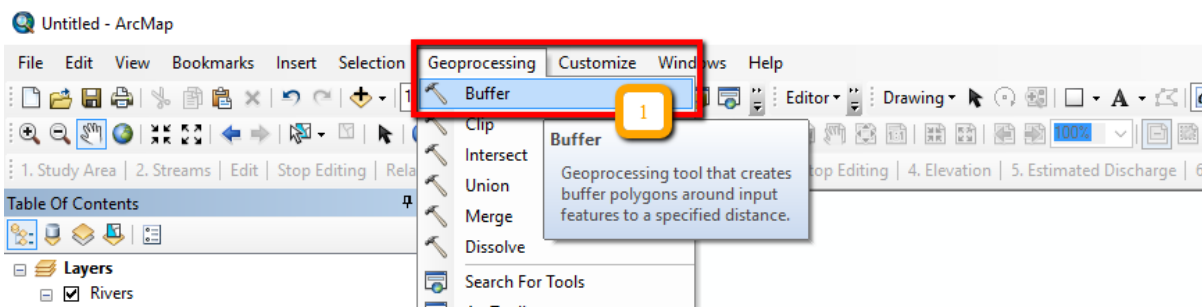 Untitled - ArcMap
File Edit View Bookmarks Insert Selection Geoprocessing Customize Windows Help
Buffer
1
Editor Drawing A
Clip
Buffer
100%
Intersect
Geoprocessing tool that creates
buffer polygons around input
features to a specified distance.
1. Study Area | 2. Streams | Edit | Stop Editing |
Editing | 4. Elevation | 5. Estimated Discharge | 6
Union
Table Of Contents
Merge
Dissolve
Layers
Search For Tools
Rivers